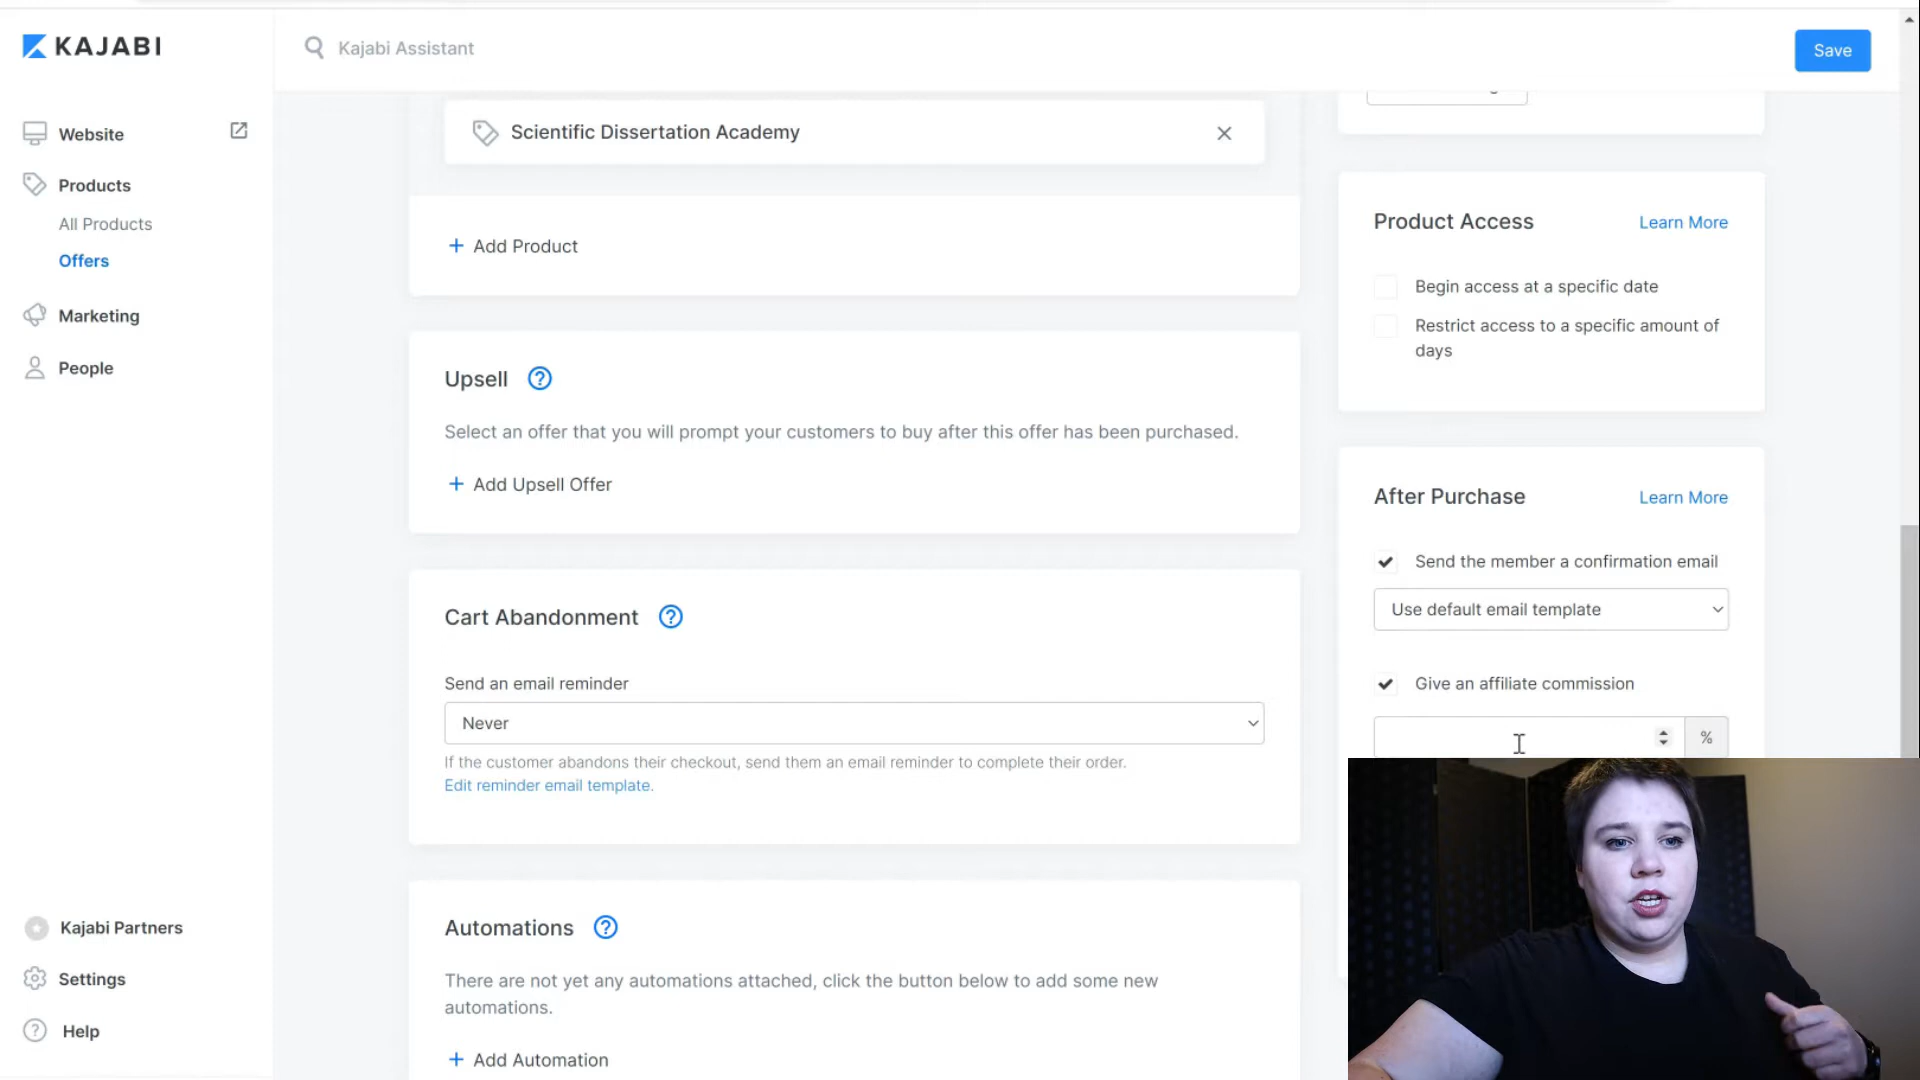 KAJABI
Kajabi Assistant
Save
Website
Products
All Products
Offers
Marketing
People
Kajabi Partners
Settings
Help
Scientific Dissertation Academy
+ Add Product
Upsell ?
Select an offer that you will prompt your customers to buy after this offer has been purchased.
+ Add Upsell Offer
Cart Abandonment ?
Send an email reminder
Never
If the customer abandons their checkout, send them an email reminder to complete their order.
Edit reminder email template.
Automations ?
There are not yet any automations attached, click the button below to add some new
automations.
+ Add Automation
Product Access
Learn More
Begin access at a specific date
Restrict access to a specific amount of
days
After Purchase
Learn More
Send the member a confirmation email
Use default email template
Give an affiliate commission
%